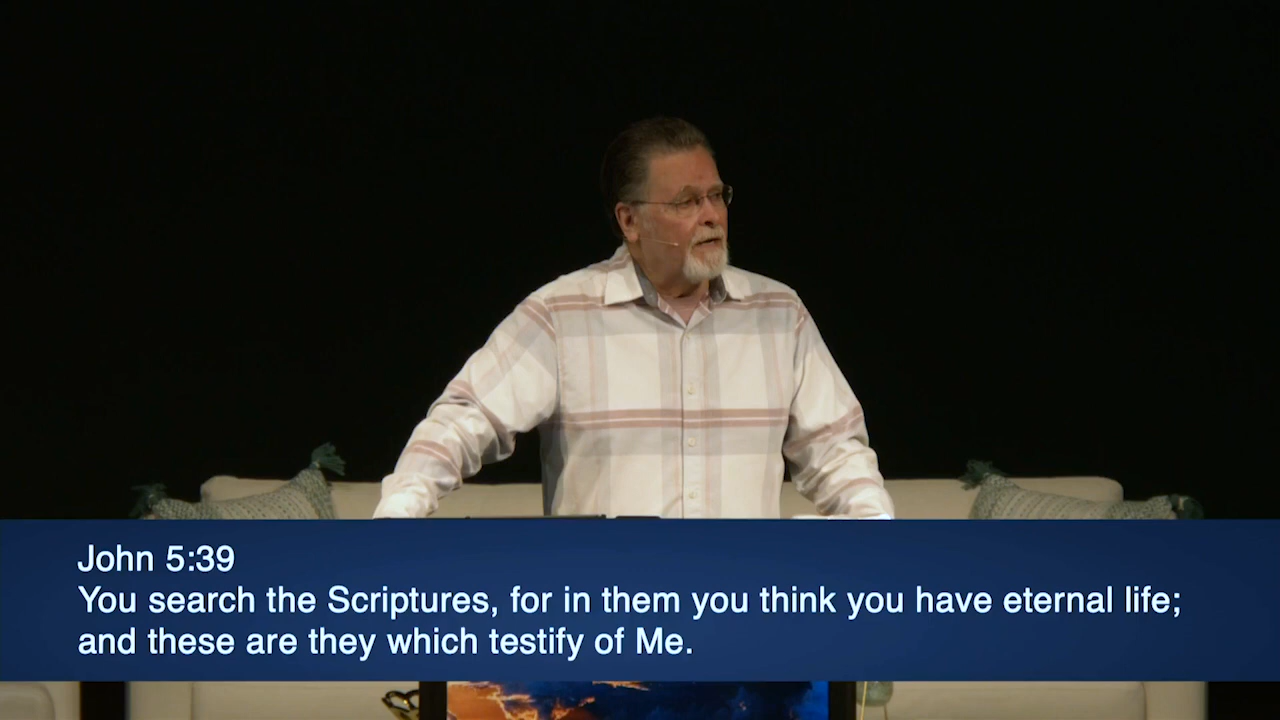 John 5:39
You search the Scriptures, for in them you think you have eternal life;
and these are they which testify of Me.